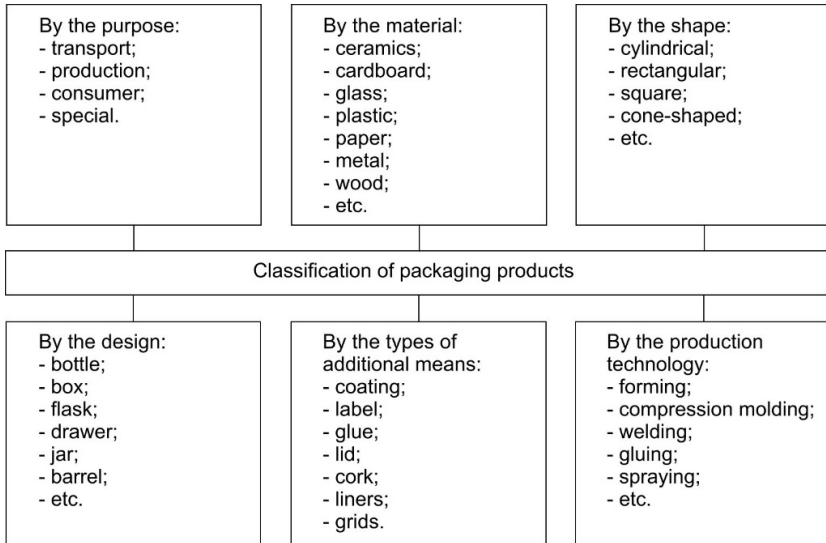 By the purpose:
- transport;
- production;
- consumer;
- special.
By the material:
- ceramics;
- cardboard;
- glass;
- plastic;
- paper;
- metal;
- wood;
- etc.
By the shape:
- cylindrical;
- rectangular;
- square;
- cone-shaped;
- etc.
Classification of packaging products
By the design:
- bottle;
- box;
- flask;
- drawer;
- jar;
- barrel;
- etc.
By the types of
additional means:
- coating;
- label;
- glue;
- lid;
- cork;
- liners;
- grids.
By the production
technology:
- forming;
- compression molding;
- welding;
- gluing;
- spraying;
- etc.